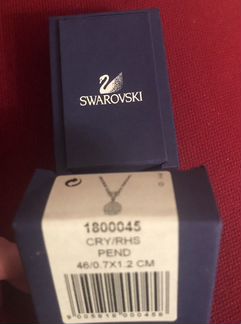 SWAROVSKI
1800045
CRY/RHS
PEND
46/0.7X1.2 CM